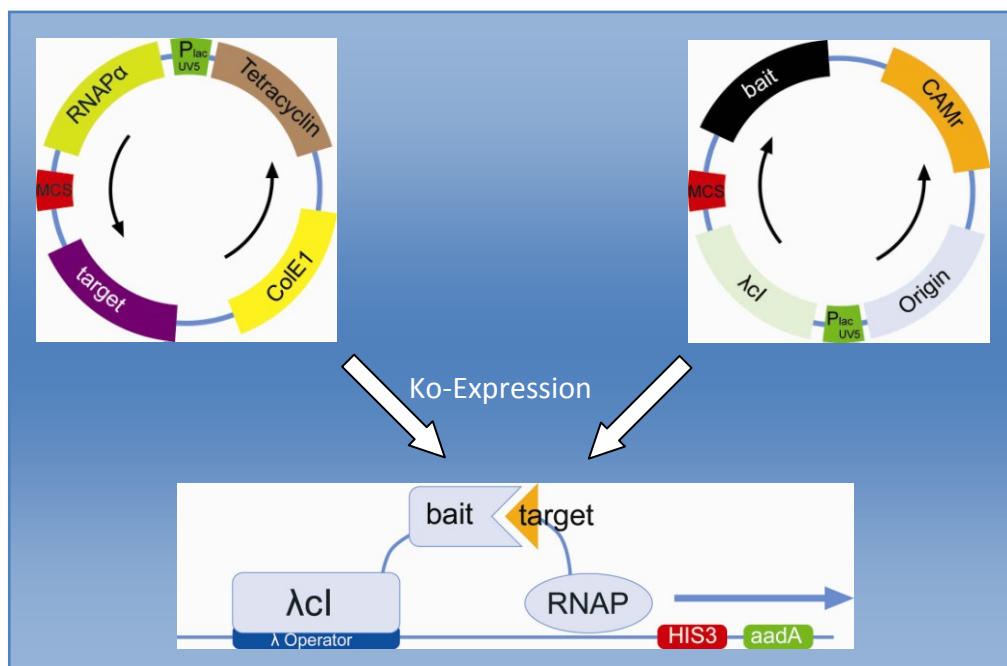 RNAPα
Plac
UV5
Tetracyclin
MCS
target
ColE1
bait
CAMr
MCS
λcI
Plac
UV5
Origin
Ko-Expression
bait
target
λcI
RNAP
λ Operator
HIS3
aadA